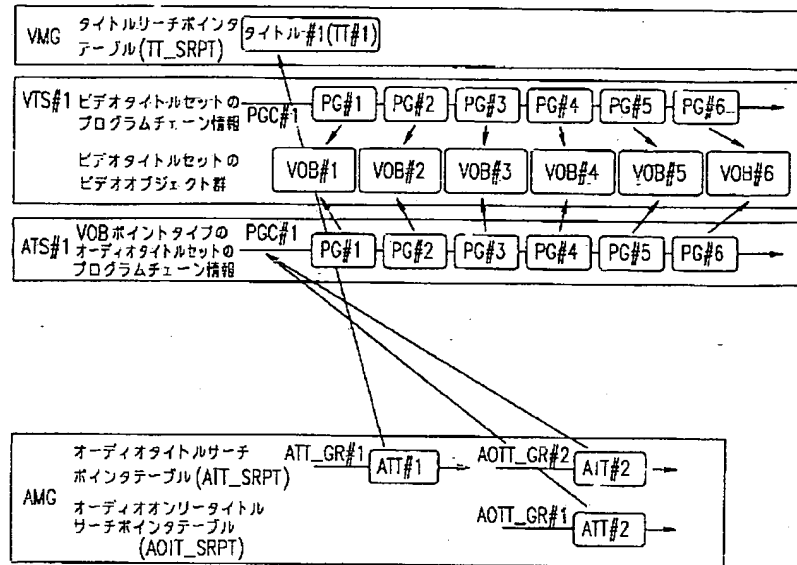 VMG
タイトルリーチポインタ
テーブル(TT_SRPT)
タイトル#1(TT#1)
VTS#1
ビデオタイトルセットの
プログラムチェーン情報
PGC#1
PG#1 PG#2 PG#3 PG#4 PG#5 PG#6
ビデオタイトルセットの
ビデオオブジェクト群
VOB#1 VOB#2 VOB#3 VOB#4 VOB#5 VOB#6
ATS#1
VOBポイントタイプの
オーディオタイトルセットの
プログラムチェーン情報
PGC#1
PG#1 PG#2 PG#3 PG#4 PG#5 PG#6
AMG
オーディオタイトルサーチ
ポインタテーブル(AIT_SRPT)
ATT_GR#1
ATT#1
AOTT_GR#2
AIT#2
オーディオオンリータイトル
サーチポインタテーブル
(AOIT_SRPT)
AOTT_GR#1
ATT#2